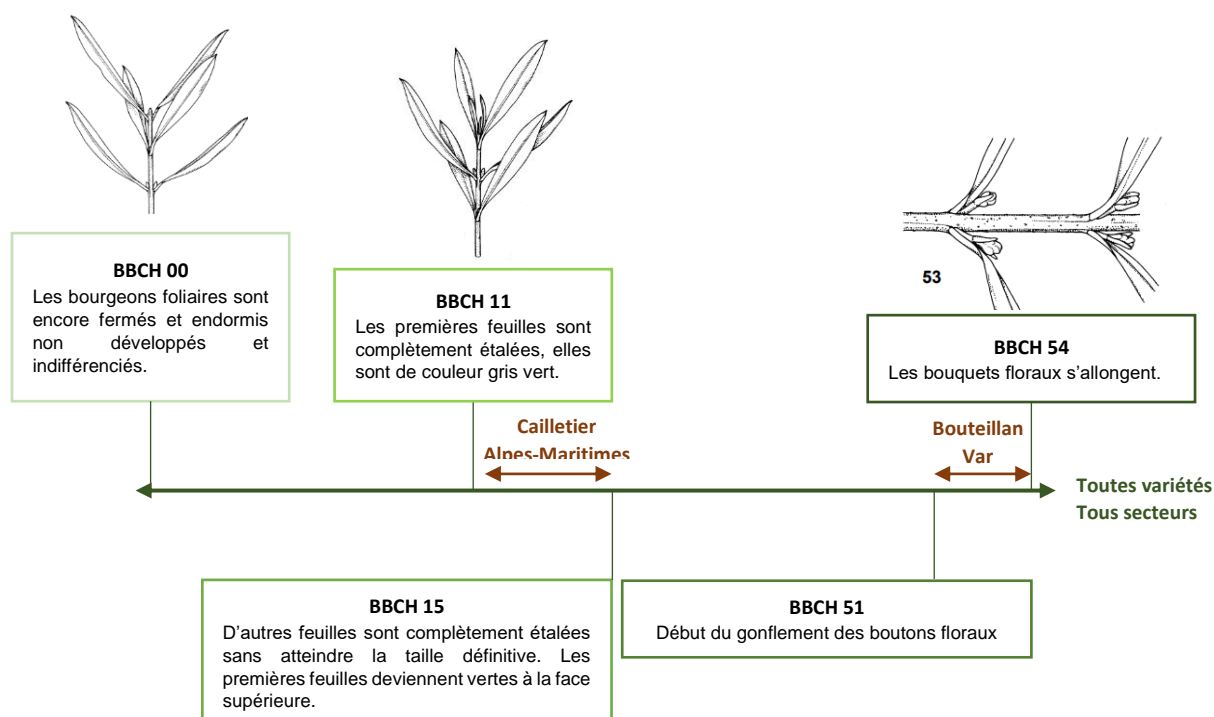 BBCH 00
Les bourgeons foliaires sont
encore fermés et endormis
non développés et
indifférenciés.
BBCH 11
Les premières feuilles sont
complètement étalées, elles
sont de couleur gris vert.
53
BBCH 54
Les bouquets floraux s'allongent.
Cailletier
Alpes-Maritimes
Bouteillan
Var
Toutes variétés
Tous secteurs
BBCH 15
D'autres feuilles sont complètement étalées
sans atteindre la taille définitive. Les
premières feuilles deviennent vertes à la face
supérieure.
BBCH 51
Début du gonflement des boutons floraux